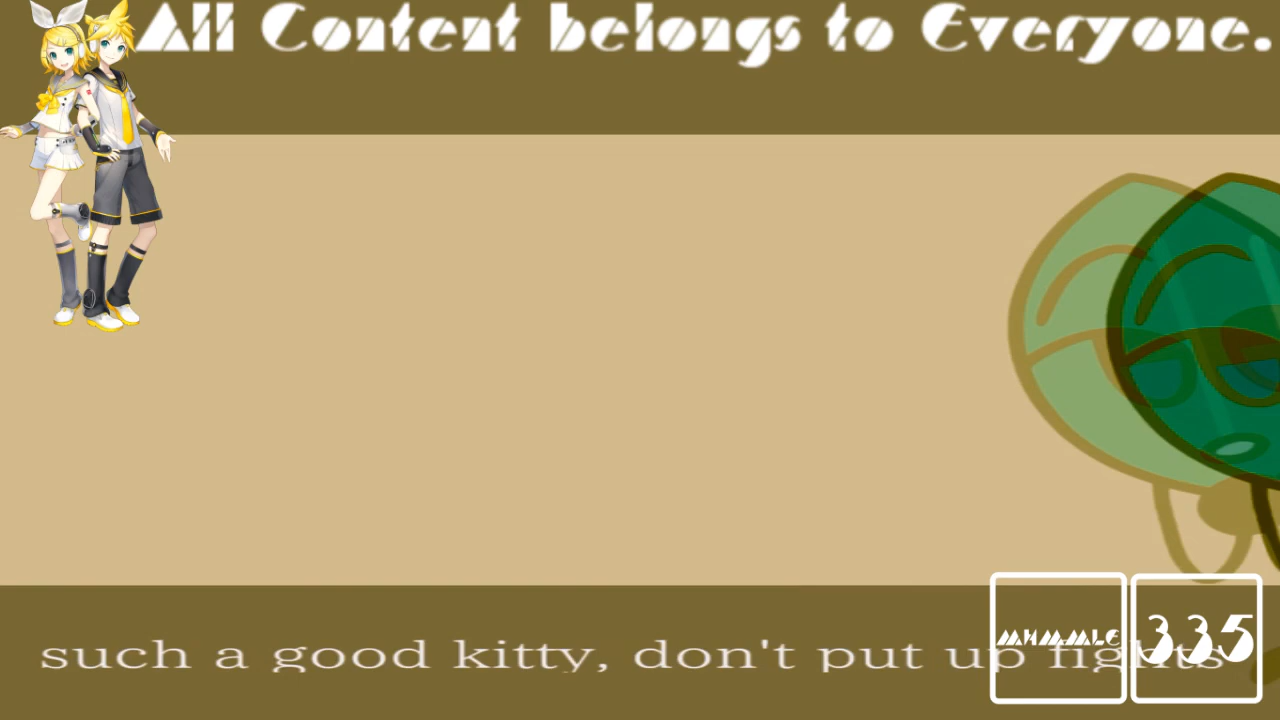 All Content belongs to Everyone.
such a good kitty, don't put up fights
335